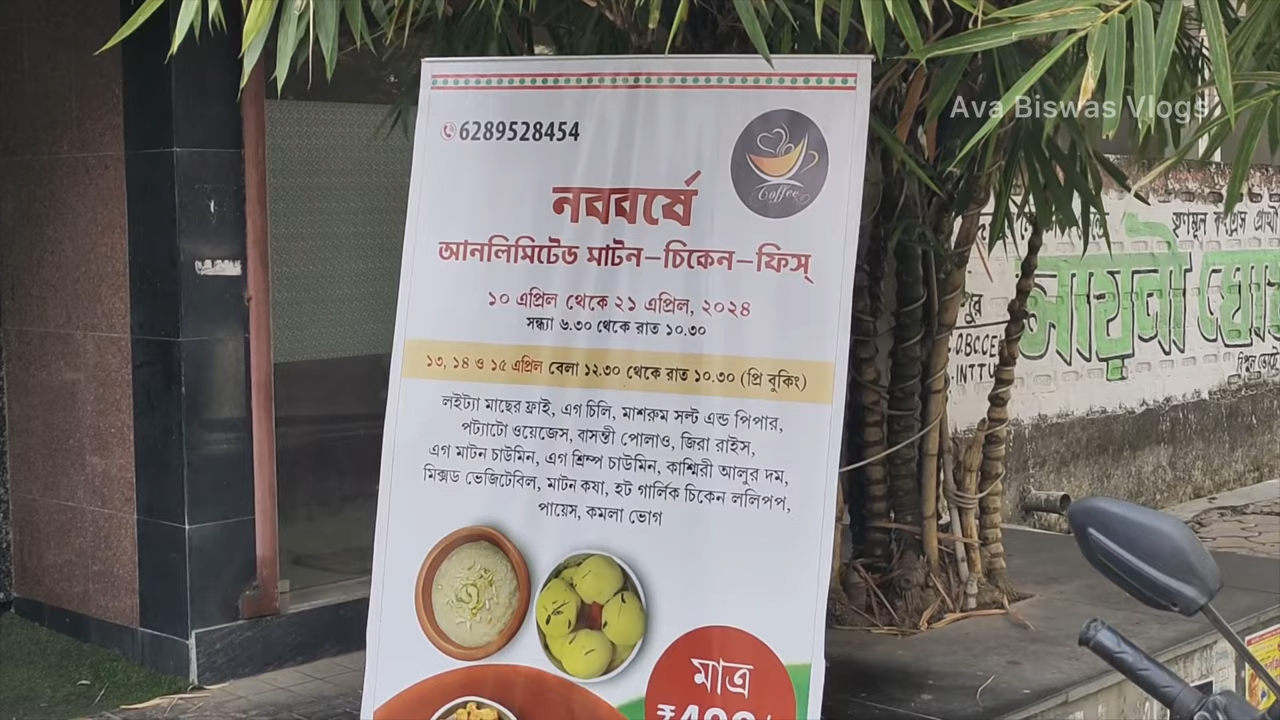 Ava Biswas Vlogs
6289528454
Coffee
নববর্ষে
আনলিমিটেড মাটন-চিকেন-ফিস্
১০ এপ্রিল থেকে ২১ এপ্রিল, ২০২৪
সন্ধ্যা ৬.৩০ থেকে রাত ১০.৩০
১৩, ১৪ ও ১৫ এপ্রিল বেলা ১২.৩০ থেকে রাত ১০.৩০ (প্রি বুকিং)
লইট্যা মাছের ফ্রাই, এগ চিলি, মাশরুম সল্ট এন্ড পিপার,
পট্যাটো ওয়েজেস, বাসন্তী পোলাও, জিরা রাইস,
এগ মাটন চাউমিন, এগ শ্রিম্প চাউমিন, কাশ্মিরী আলুর দম,
মিক্সড ভেজিটেবিল, মাটন কষা, হট গার্লিক চিকেন ললিপপ,
পায়েস, কমলা ভোগ
মাত্র
তৃণমূল কংগ্রেস প্রার্থী
সায়নী ঘোষ
বিপুল ভোটে